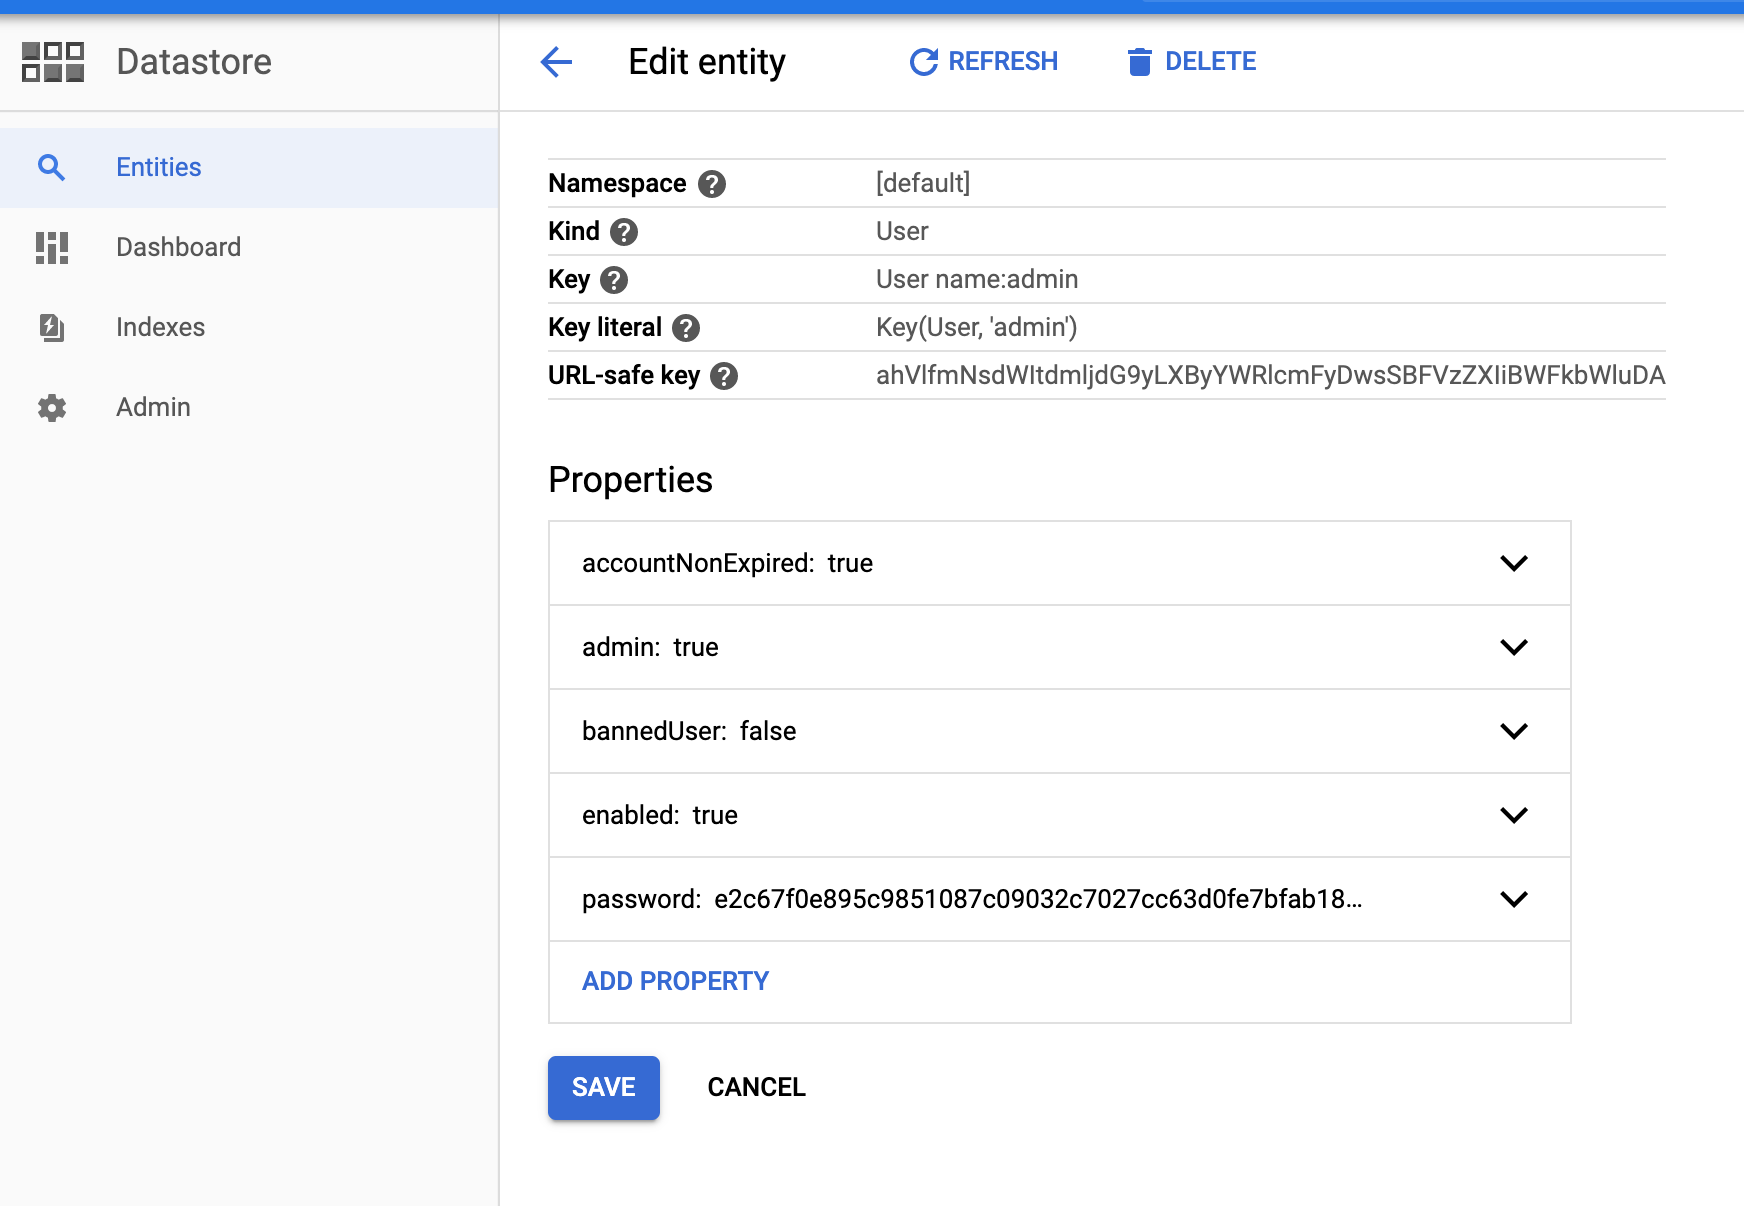 Datastore
Edit entity
REFRESH
DELETE
Entities
Dashboard
Indexes
Admin
Namespace [default]
Kind User
Key User name:admin
Key literal Key(User, 'admin')
URL-safe key ahVlfmNsdWItdmljdG9yLXByYWRlcmFyDwsSBFVzZXIiBWFkbWluDA
Properties
accountNonExpired: true
admin: true
bannedUser: false
enabled: true
password: e2c67f0e895c9851087c09032c7027cc63d0fe7bfab18...
ADD PROPERTY
SAVE
CANCEL